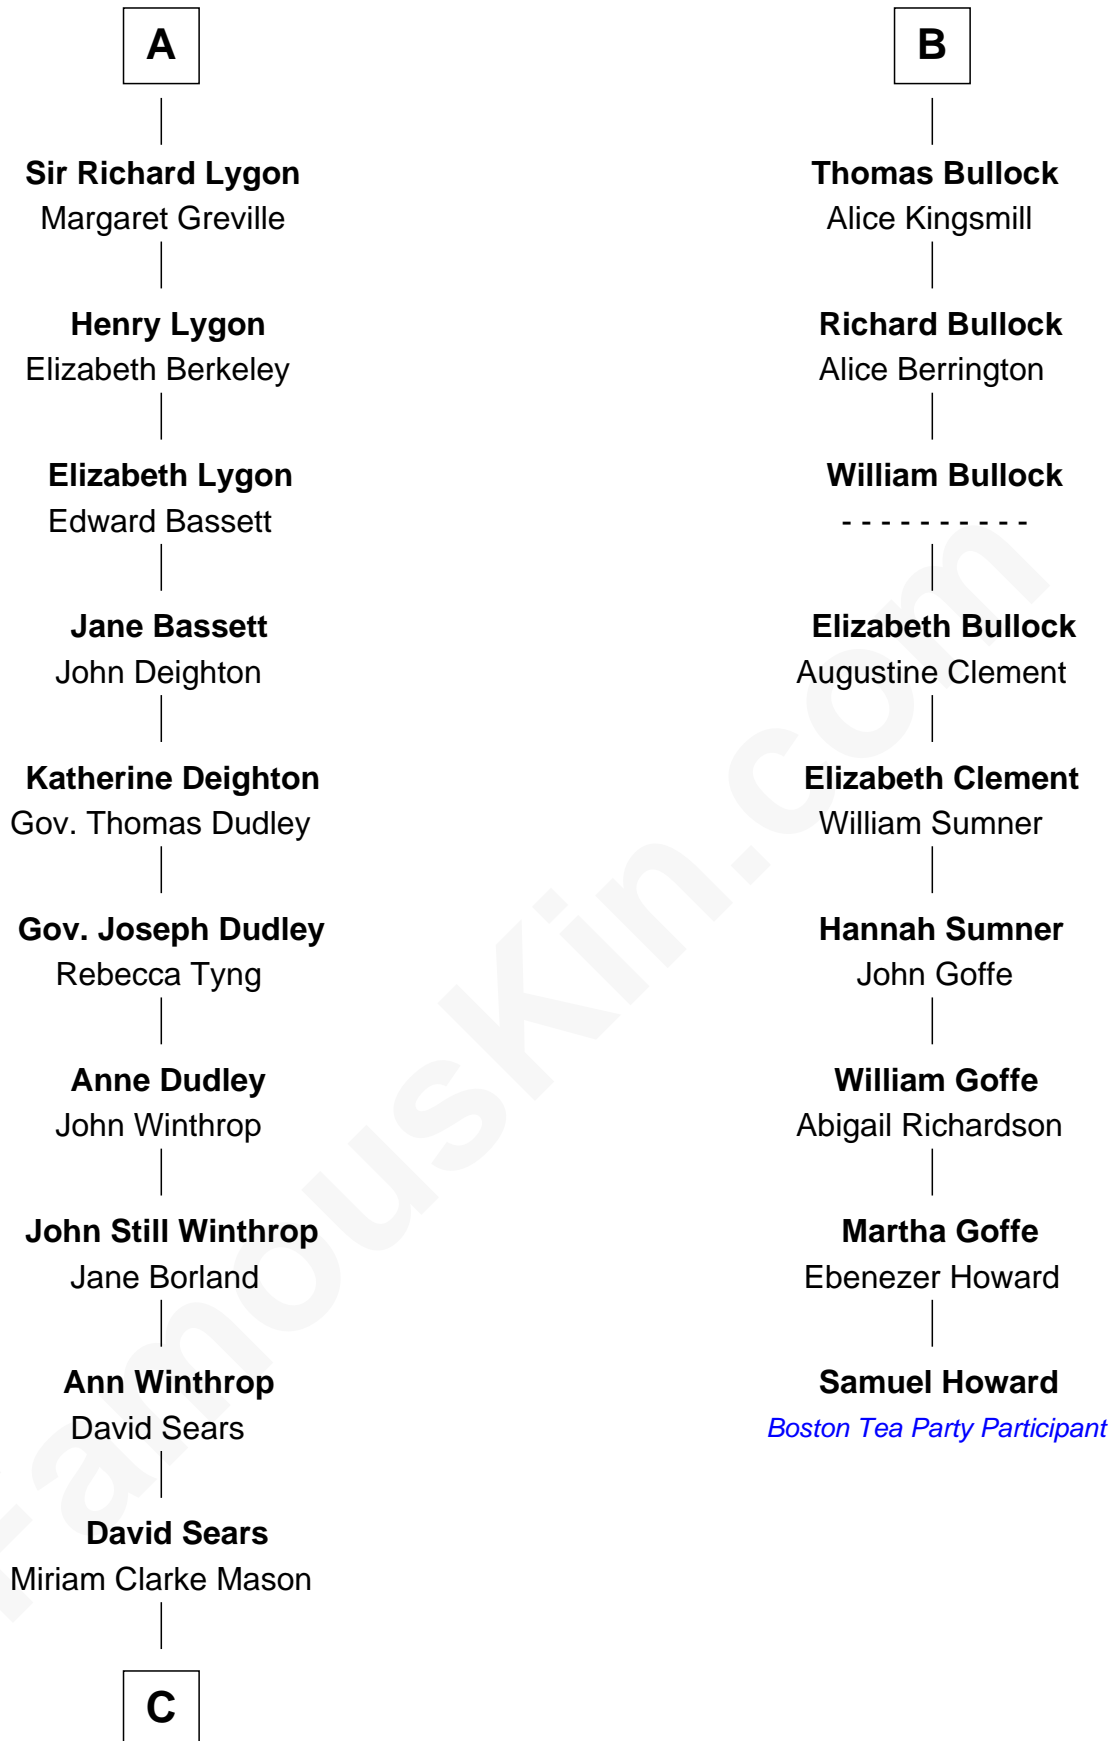 A
Sir Richard Lygon
Margaret Greville
Henry Lygon
Elizabeth Berkeley
Elizabeth Lygon
Edward Bassett
Jane Bassett
John Deighton
Katherine Deighton
Gov. Thomas Dudley
Gov. Joseph Dudley
Rebecca Tyng
Anne Dudley
John Winthrop
John Still Winthrop
Jane Borland
Ann Winthrop
David Sears
David Sears
Miriam Clarke Mason
C
B
Thomas Bullock
Alice Kingsmill
Richard Bullock
Alice Berrington
William Bullock
- - - - - - - - - -
Elizabeth Bullock
Augustine Clement
Elizabeth Clement
William Sumner
Hannah Sumner
John Goffe
William Goffe
Abigail Richardson
Martha Goffe
Ebenezer Howard
Samuel Howard
Boston Tea Party Participant
FamousKin.com